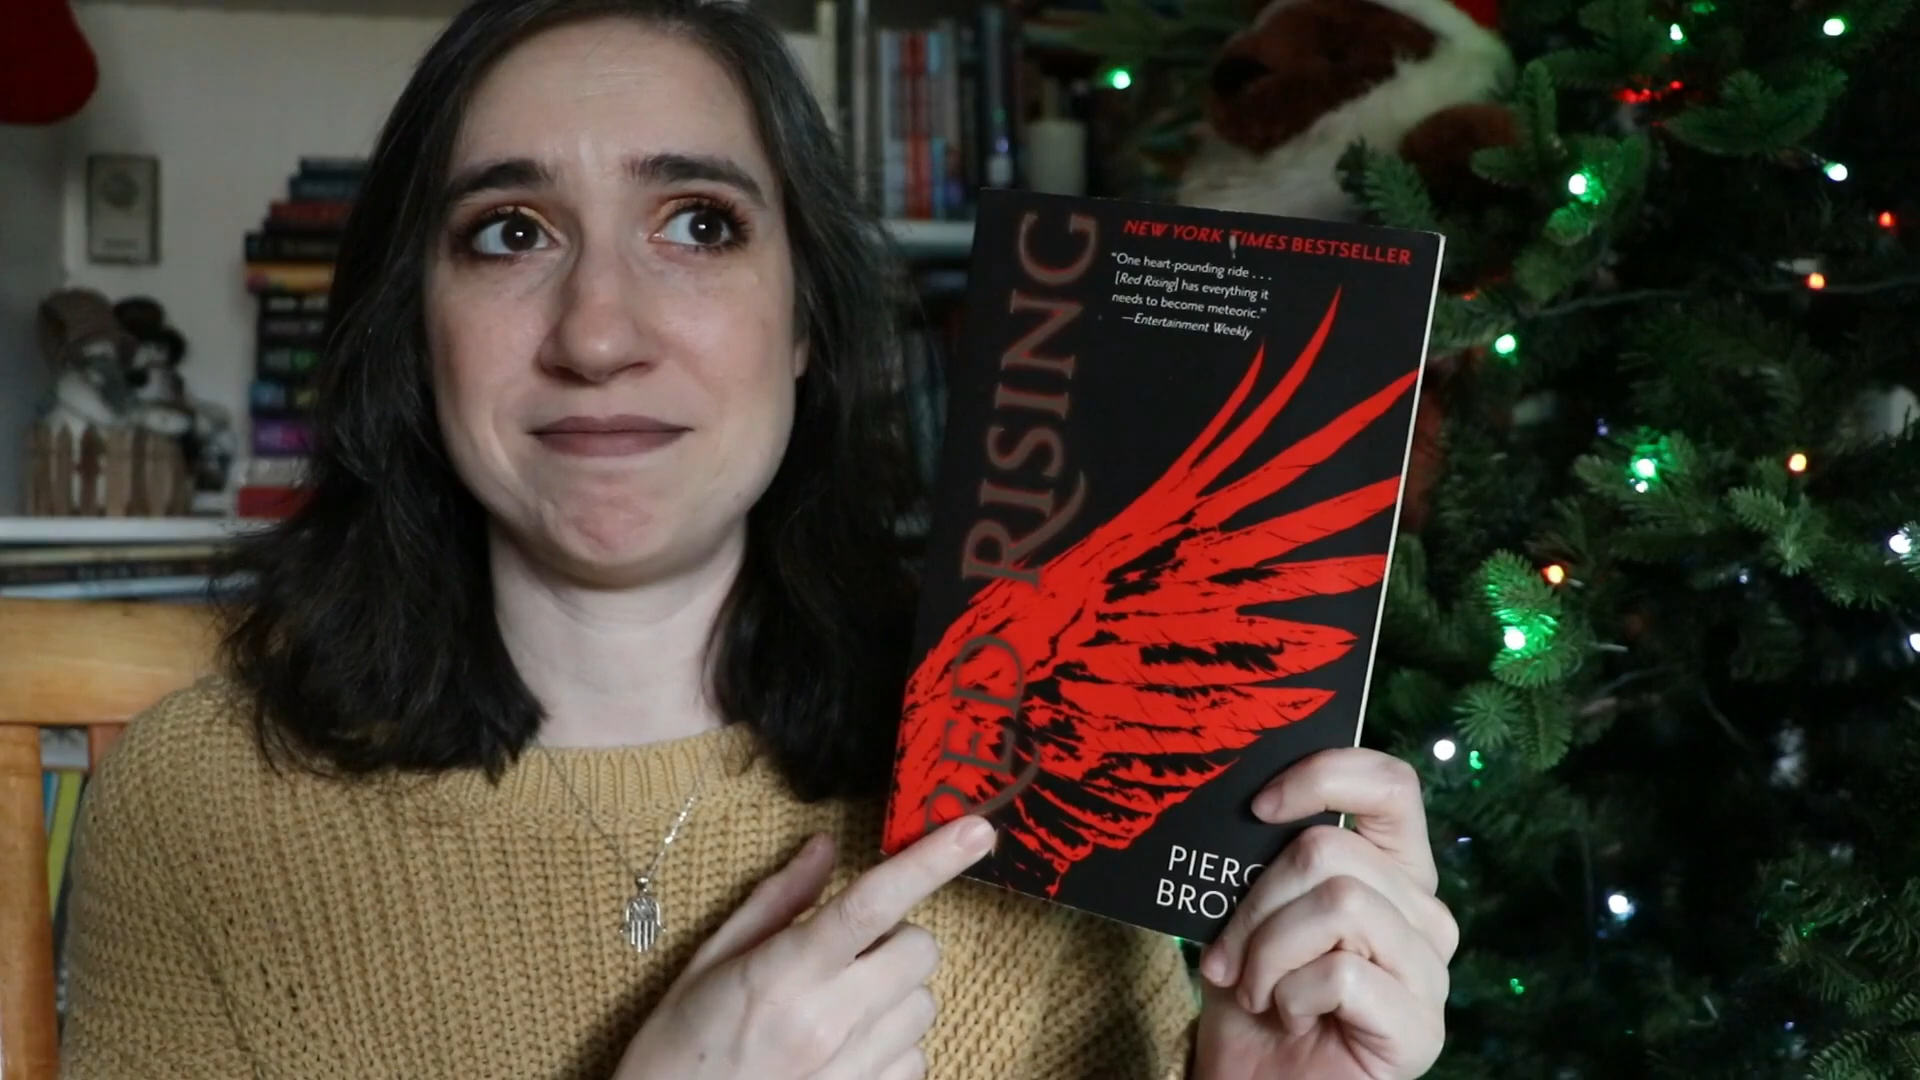 NEW YORK TIMES BESTSELLER
"One heart-pounding ride . . .
[Red Rising] has everything it
needs to become meteoric."
—Entertainment Weekly
RED RISING
PIERC
BRO